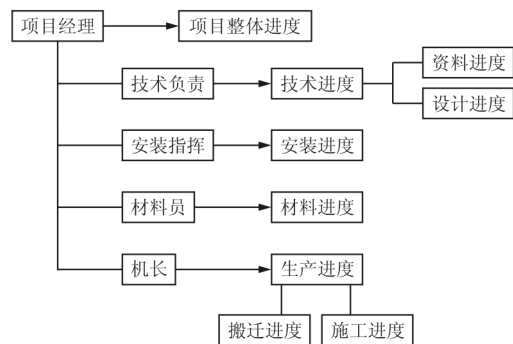 项目经理
项目整体进度
技术负责
技术进度
资料进度
设计进度
安装指挥
安装进度
材料员
材料进度
机长
生产进度
搬迁进度
施工进度